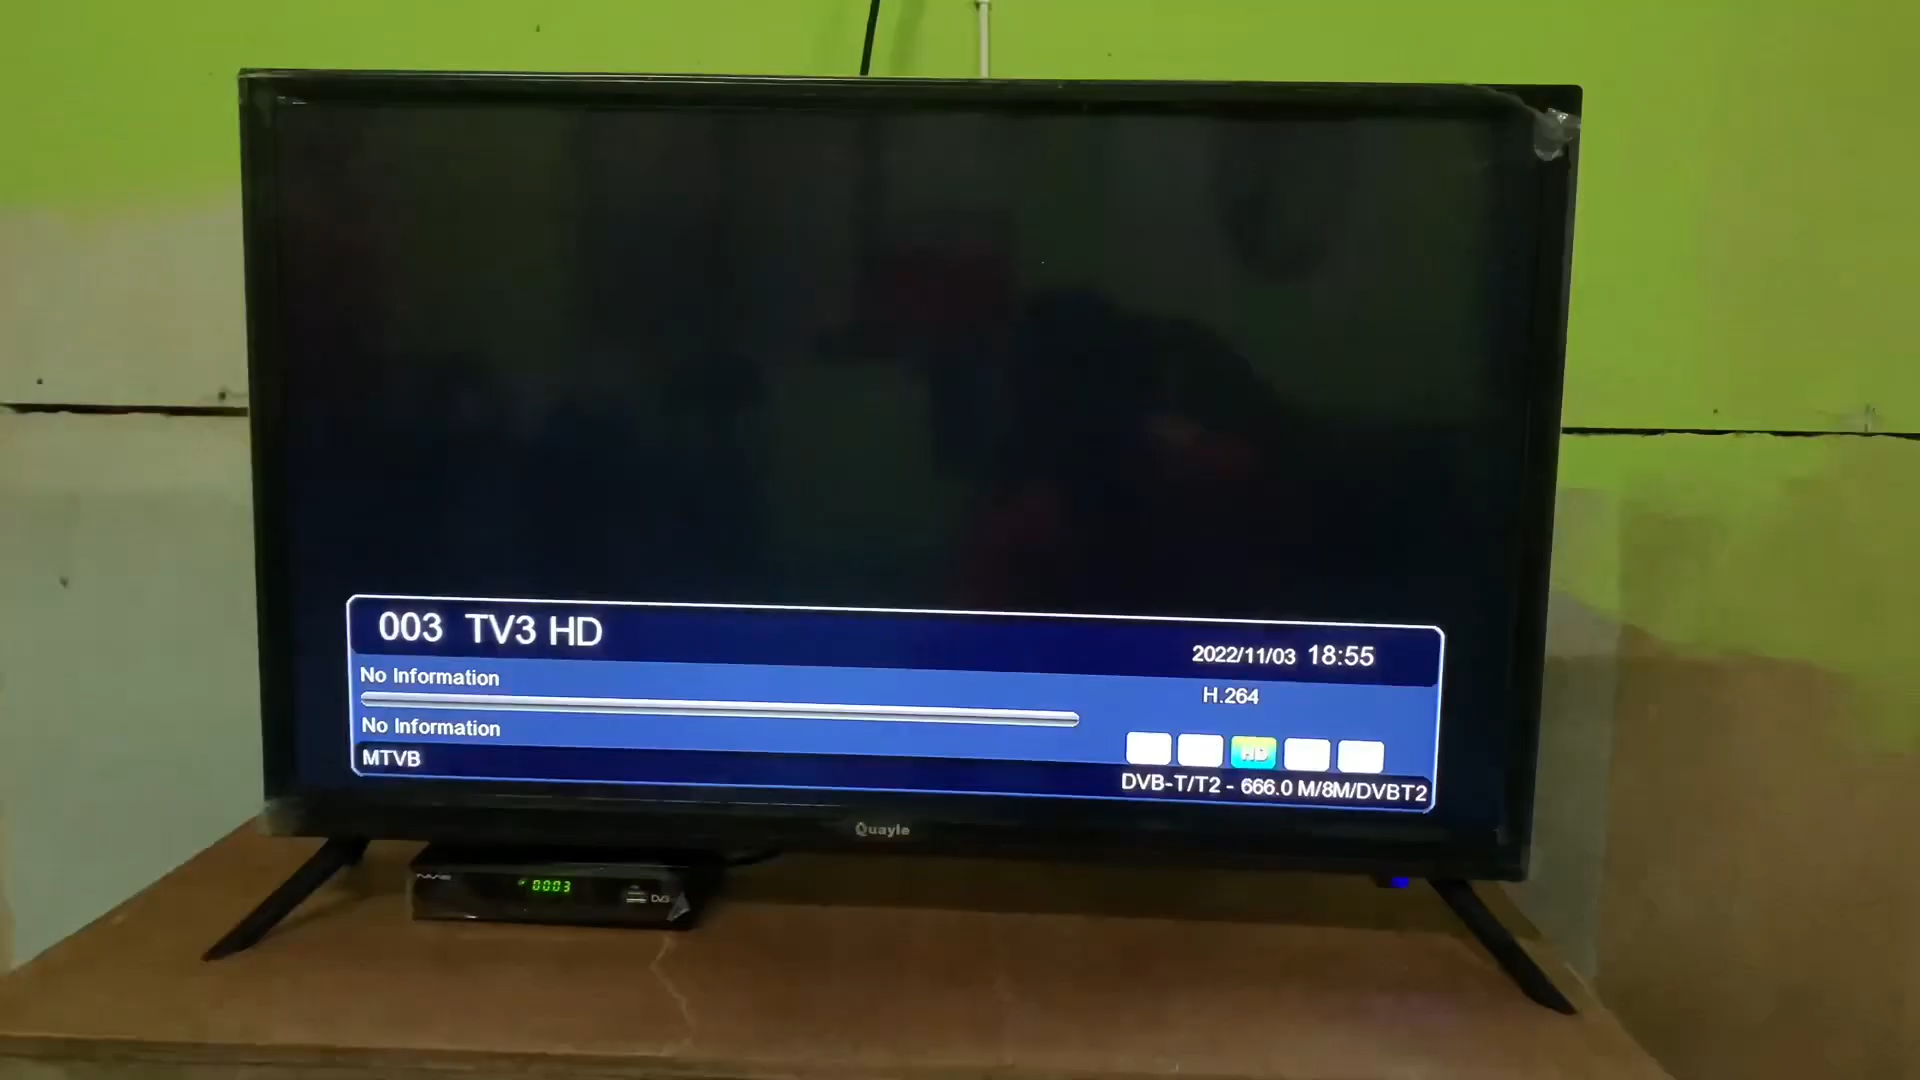 003 TV3 HD
2022/11/03 18:55
No Information
H.264
No Information
HD
MTVB
DVB-T/T2 - 666.0 M/8M/DVBT2
Quayle
0003